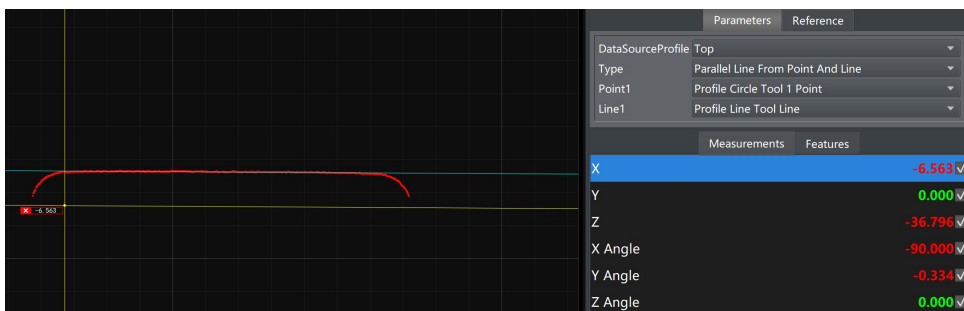 Parameters Reference
DataSourceProfile Top
Type Parallel Line From Point And Line
Point1 Profile Circle Tool 1 Point
Line1 Profile Line Tool Line
Measurements Features
X -6.563
Y 0.000
Z -36.796
X Angle -90.000
Y Angle -0.334
Z Angle 0.000
-6.563